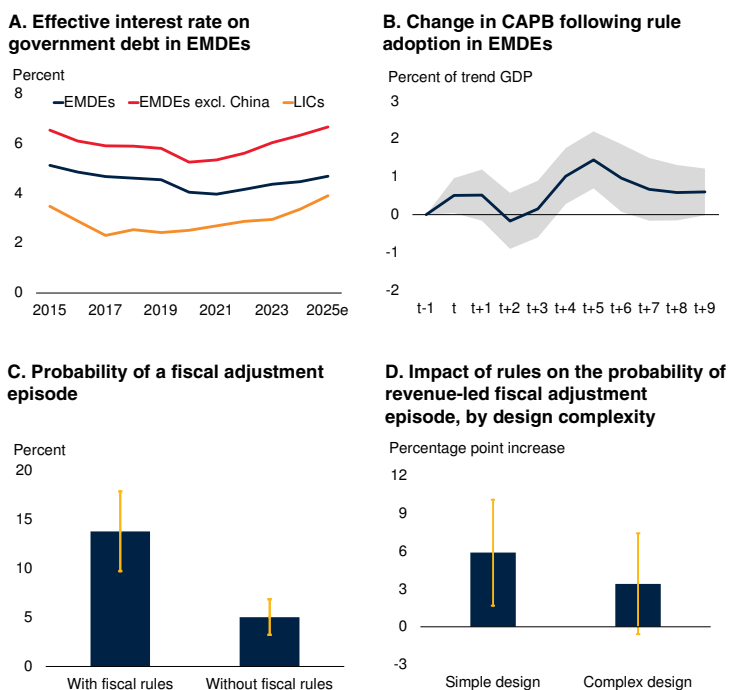 A. Effective interest rate on
government debt in EMDEs
Percent
8
EMDEs EMDEs excl. China LICs
6
4
2
0
2015 2017 2019 2021 2023 2025e
B. Change in CAPB following rule
adoption in EMDEs
Percent of trend GDP
3
2
1
0
-1
-2
t-1 t t+1 t+2 t+3 t+4 t+5 t+6 t+7 t+8 t+9
C. Probability of a fiscal adjustment
episode
Percent
20
15
10
5
0
With fiscal rules Without fiscal rules
D. Impact of rules on the probability of
revenue-led fiscal adjustment
episode, by design complexity
Percentage point increase
12
9
6
3
0
-3
Simple design Complex design